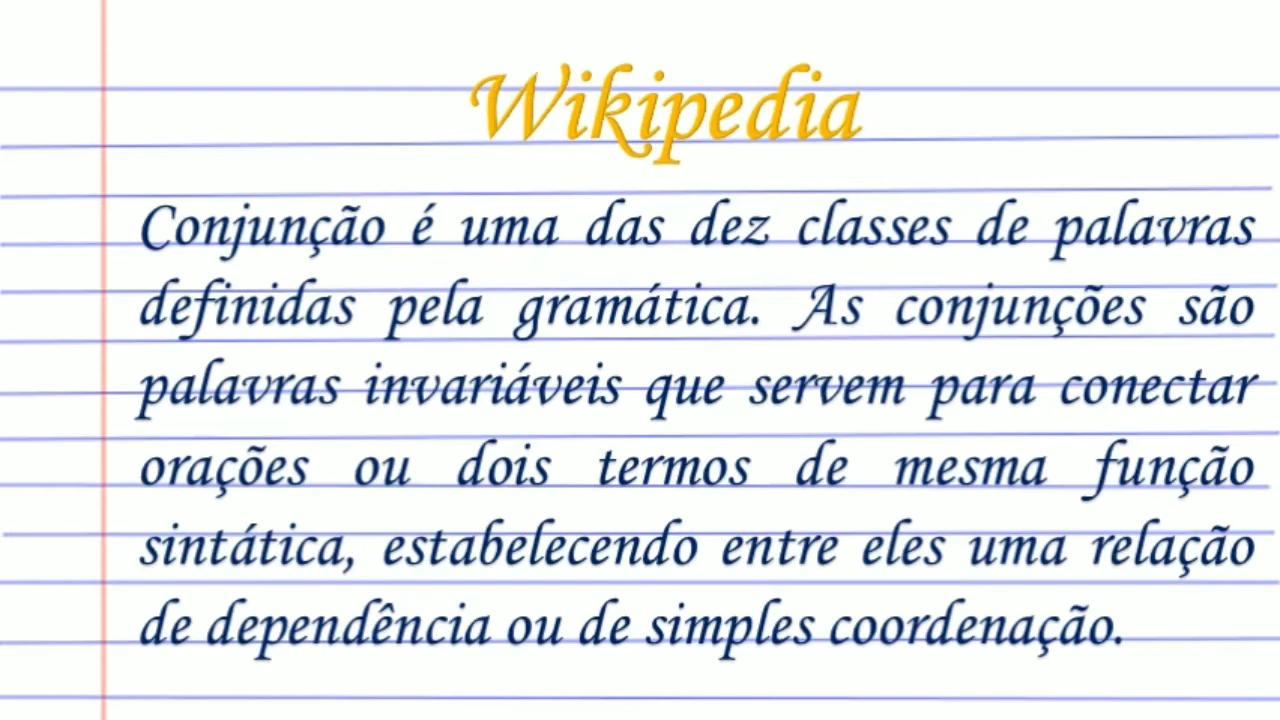 Wikipedia
Conjunção é uma das dez classes de palavras
definidas pela gramática. As conjunções são
palavras invariáveis que servem para conectar
orações ou dois termos de mesma função
sintática, estabelecendo entre eles uma relação
de dependência ou de simples coordenação.